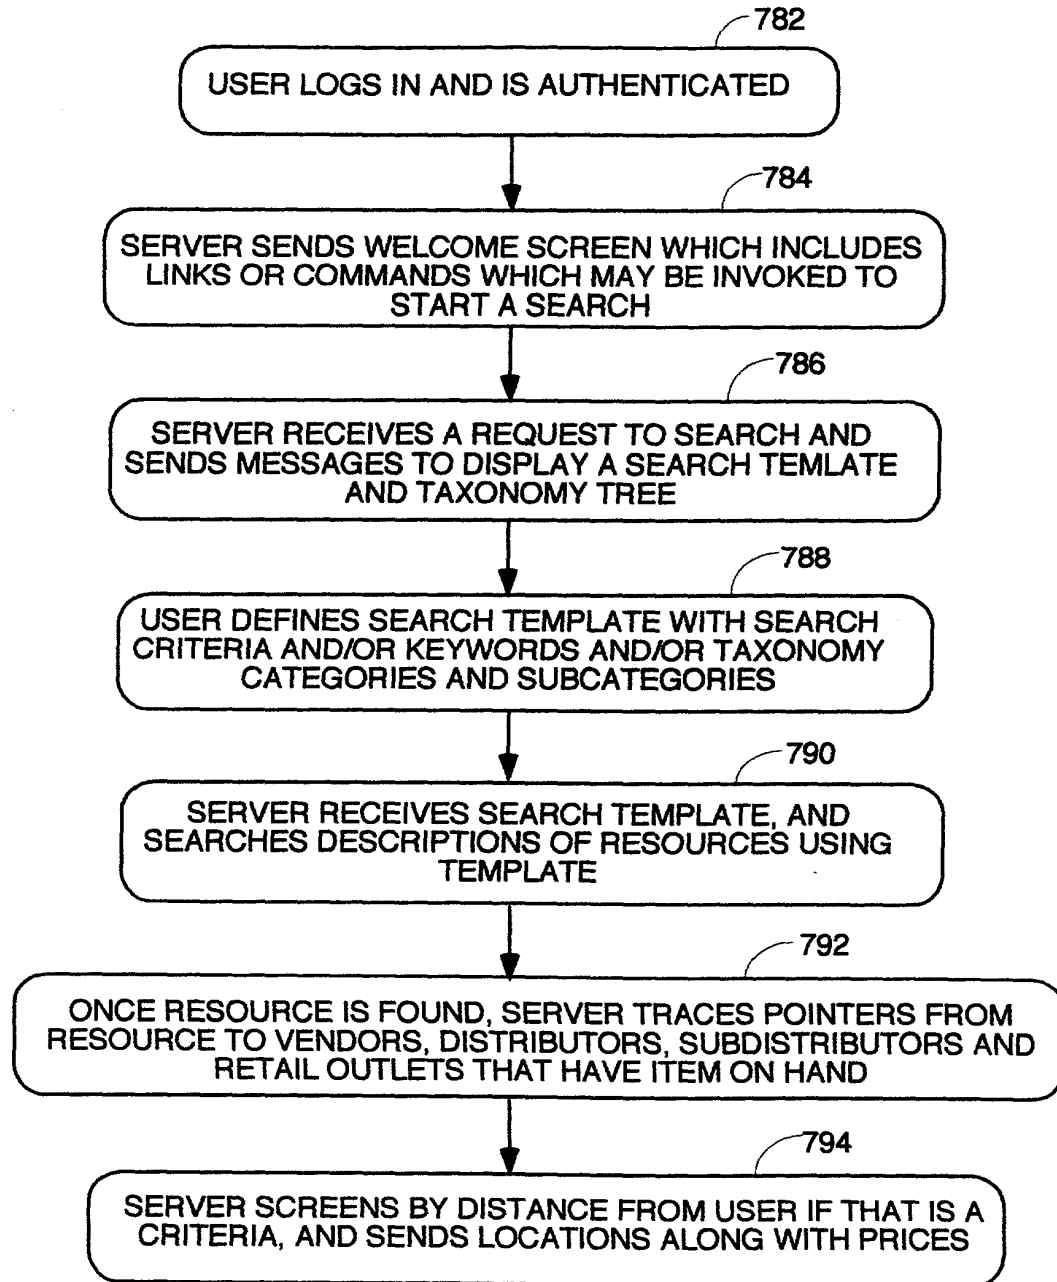 782
USER LOGS IN AND IS AUTHENTICATED
784
SERVER SENDS WELCOME SCREEN WHICH INCLUDES
LINKS OR COMMANDS WHICH MAY BE INVOKED TO
START A SEARCH
786
SERVER RECEIVES A REQUEST TO SEARCH AND
SENDS MESSAGES TO DISPLAY A SEARCH TEMLATE
AND TAXONOMY TREE
788
USER DEFINES SEARCH TEMPLATE WITH SEARCH
CRITERIA AND/OR KEYWORDS AND/OR TAXONOMY
CATEGORIES AND SUBCATEGORIES
790
SERVER RECEIVES SEARCH TEMPLATE, AND
SEARCHES DESCRIPTIONS OF RESOURCES USING
TEMPLATE
792
ONCE RESOURCE IS FOUND, SERVER TRACES POINTERS FROM
RESOURCE TO VENDORS, DISTRIBUTORS, SUBDISTRIBUTORS AND
RETAIL OUTLETS THAT HAVE ITEM ON HAND
794
SERVER SCREENS BY DISTANCE FROM USER IF THAT IS A
CRITERIA, AND SENDS LOCATIONS ALONG WITH PRICES